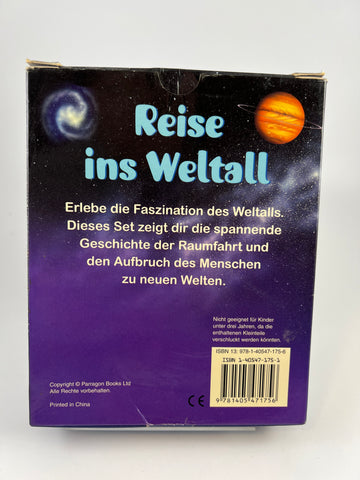 Reise
ins Weltall
Erlebe die Faszination des Weltalls.
Dieses Set zeigt dir die spannende
Geschichte der Raumfahrt und
den Aufbruch des Menschen
zu neuen Welten.
Nicht geeignet für Kinder
unter drei Jahren, da die
enthaltenen Kleinteile
verschluckt werden könnten.
ISBN 13: 978-1-40547-175-6
ISBN 1-40547-175-1
9 781405 471756
CE
Copyright © Parragon Books Ltd
Alle Rechte vorbehalten.
Printed in China